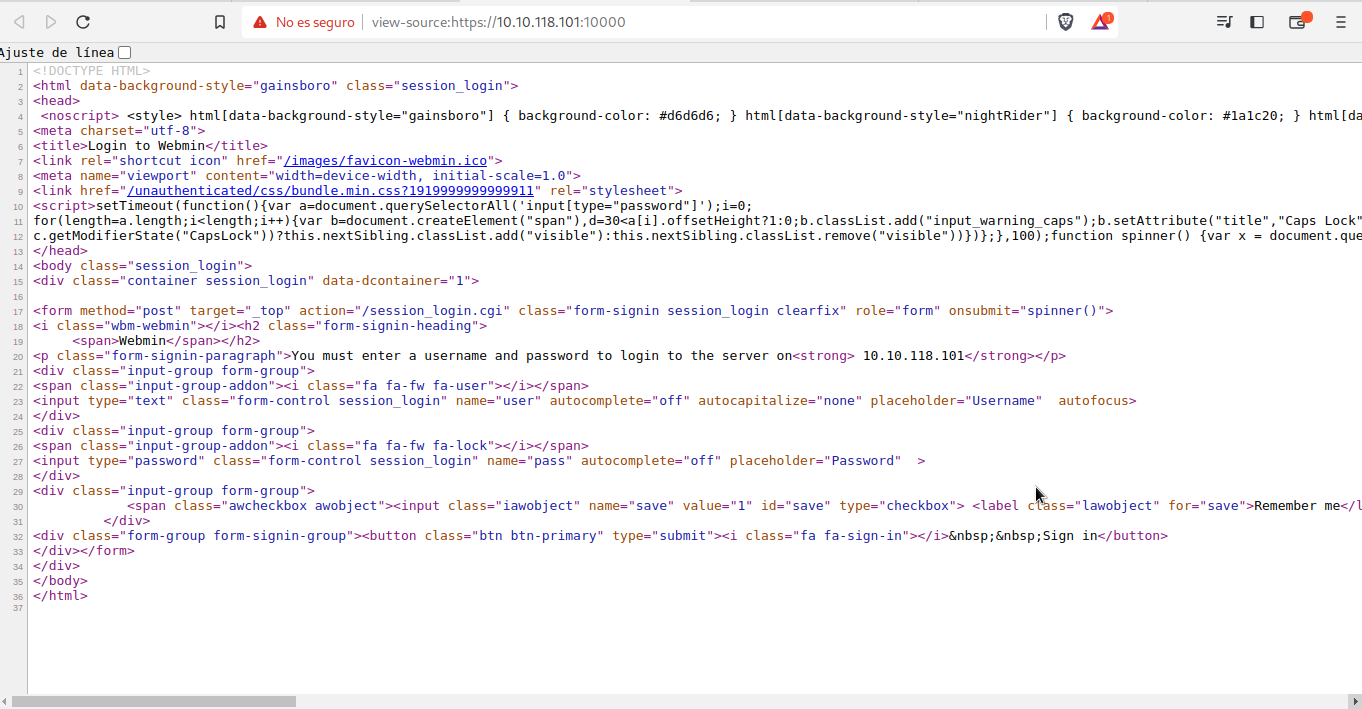 No es seguro view-source:https://10.10.118.101:10000 1
Ajuste de línea
1 <!DOCTYPE HTML>
2 <html data-background-style="gainsboro" class="session_login">
3 <head>
4 <noscript> <style> html[data-background-style="gainsboro"] { background-color: #d6d6d6; } html[data-background-style="nightRider"] { background-color: #1a1c20; } html[da
5 <meta charset="utf-8">
6 <title>Login to Webmin</title>
7 <link rel="shortcut icon" href="/images/favicon-webmin.ico">
8 <meta name="viewport" content="width=device-width, initial-scale=1.0">
9 <link href="/unauthenticated/css/bundle.min.css?1919999999999911" rel="stylesheet">
10 <script>setTimeout(function(){var a=document.querySelectorAll('input[type="password"]');i=0;
11 for(length=a.length;i<length;i++){var b=document.createElement("span"),d=30<a[i].offsetHeight?1:0;b.classList.add("input_warning_caps");b.setAttribute("title","Caps Lock"
12 c.getModifierState("CapsLock"))?this.nextSibling.classList.add("visible"):this.nextSibling.classList.remove("visible"))})};},100);function spinner() {var x = document.que
13 </head>
14 <body class="session_login">
15 <div class="container session_login" data-dcontainer="1">
16
17 <form method="post" target="_top" action="/session_login.cgi" class="form-signin session_login clearfix" role="form" onsubmit="spinner()">
18 <i class="wbm-webmin"></i><h2 class="form-signin-heading">
19 <span>Webmin</span></h2>
20 <p class="form-signin-paragraph">You must enter a username and password to login to the server on<strong> 10.10.118.101</strong></p>
21 <div class="input-group form-group">
22 <span class="input-group-addon"><i class="fa fa-fw fa-user"></i></span>
23 <input type="text" class="form-control session_login" name="user" autocomplete="off" autocapitalize="none" placeholder="Username"  autofocus>
24 </div>
25 <div class="input-group form-group">
26 <span class="input-group-addon"><i class="fa fa-fw fa-lock"></i></span>
27 <input type="password" class="form-control session_login" name="pass" autocomplete="off" placeholder="Password"  >
28 </div>
29 <div class="input-group form-group">
30 <span class="awcheckbox awobject"><input class="iawobject" name="save" value="1" id="save" type="checkbox"> <label class="lawobject" for="save">Remember me</l
31 </div>
32 <div class="form-group form-signin-group"><button class="btn btn-primary" type="submit"><i class="fa fa-sign-in"></i>&nbsp;&nbsp;Sign in</button>
33 </div></form>
34 </div>
35 </body>
36 </html>
37